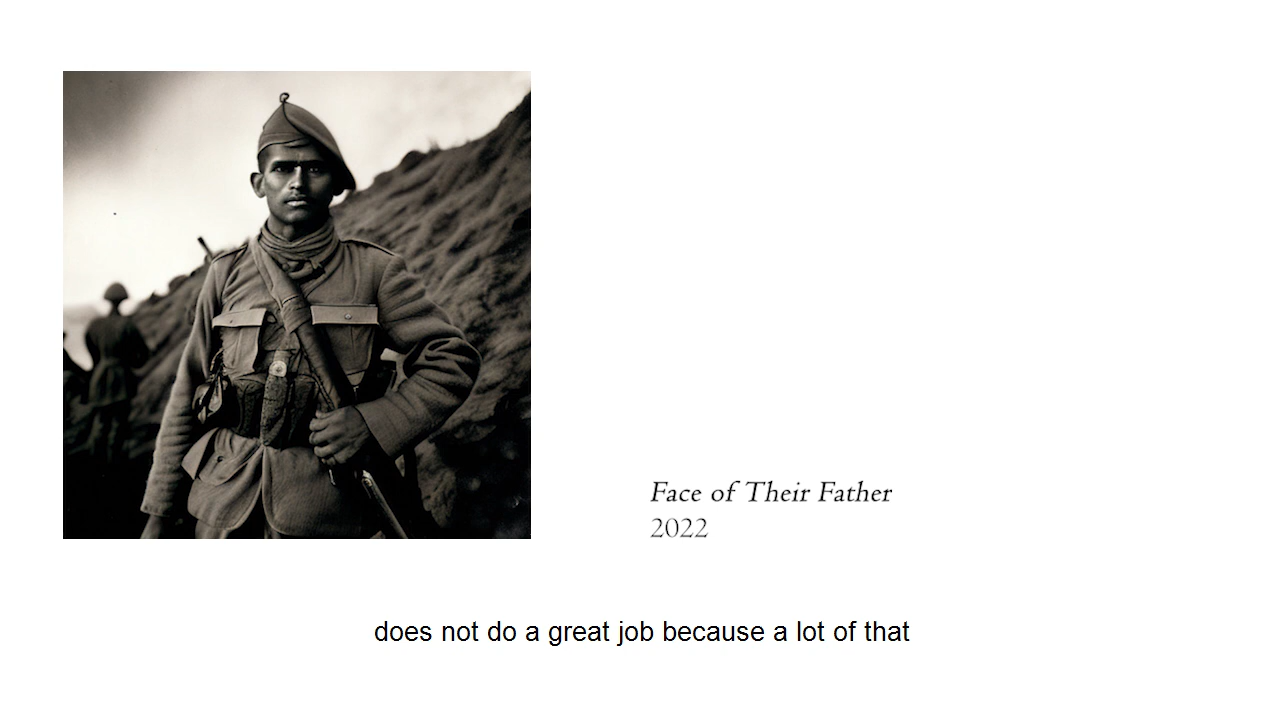 Face of Their Father
2022
does not do a great job because a lot of that